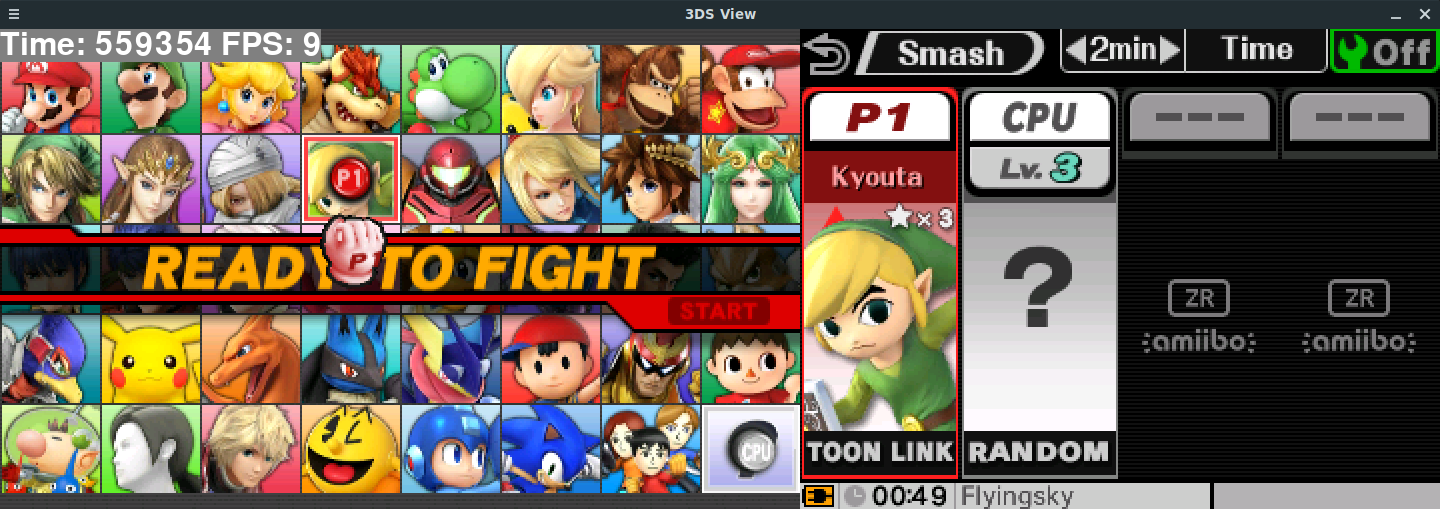 3DS View
Time: 559354 FPS: 9
Smash
2min
Time
Off
P1
CPU
Kyouta
Lv. 3
P1
× 3
READY TO FIGHT
P1
START
?
ZR
ZR
amiibo
amiibo
CPU
TOON LINK
RANDOM
00:49
Flyingsky